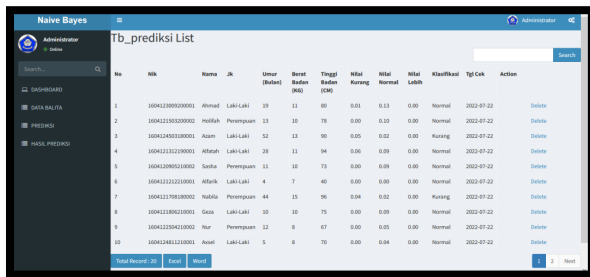 Naive Bayes
Administrator
Administrator
Online
Tb_prediksi List
Search
Search...
DASHBOARD
DATA BALITA
PREDIKSI
HASIL PREDIKSI
No Nik Nama Jk Umur (Bulan) Berat Badan (KG) Tinggi Badan (CM) Nilai Kurang Nilai Normal Nilai Lebih Klasifikasi Tgl Cek Action
1 1604123009200001 Ahmad Laki-Laki 19 11 80 0.01 0.13 0.00 Normal 2022-07-22 Delete
2 1604121503200002 Holifah Perempuan 13 10 78 0.00 0.10 0.00 Normal 2022-07-22 Delete
3 1604124503180001 Azam Laki-Laki 52 13 90 0.05 0.02 0.00 Kurang 2022-07-22 Delete
4 1604121312190001 Alfatah Laki-Laki 28 11 94 0.06 0.09 0.00 Normal 2022-07-22 Delete
5 1604120905210002 Sasha Perempuan 11 10 73 0.00 0.09 0.00 Normal 2022-07-22 Delete
6 1604121212210001 Alfarik Laki-Laki 4 7 40 0.00 0.00 0.00 Normal 2022-07-22 Delete
7 1604121708180002 Nabila Perempuan 44 15 96 0.04 0.02 0.00 Kurang 2022-07-22 Delete
8 1604121806210001 Geza Laki-Laki 10 10 75 0.00 0.09 0.00 Normal 2022-07-22 Delete
9 1604122504210002 Nur Perempuan 12 8 67 0.00 0.05 0.00 Normal 2022-07-22 Delete
10 1604124811210001 Axsel Laki-Laki 5 8 70 0.00 0.04 0.00 Normal 2022-07-22 Delete
Total Record : 20 Excel Word 1 2 Next